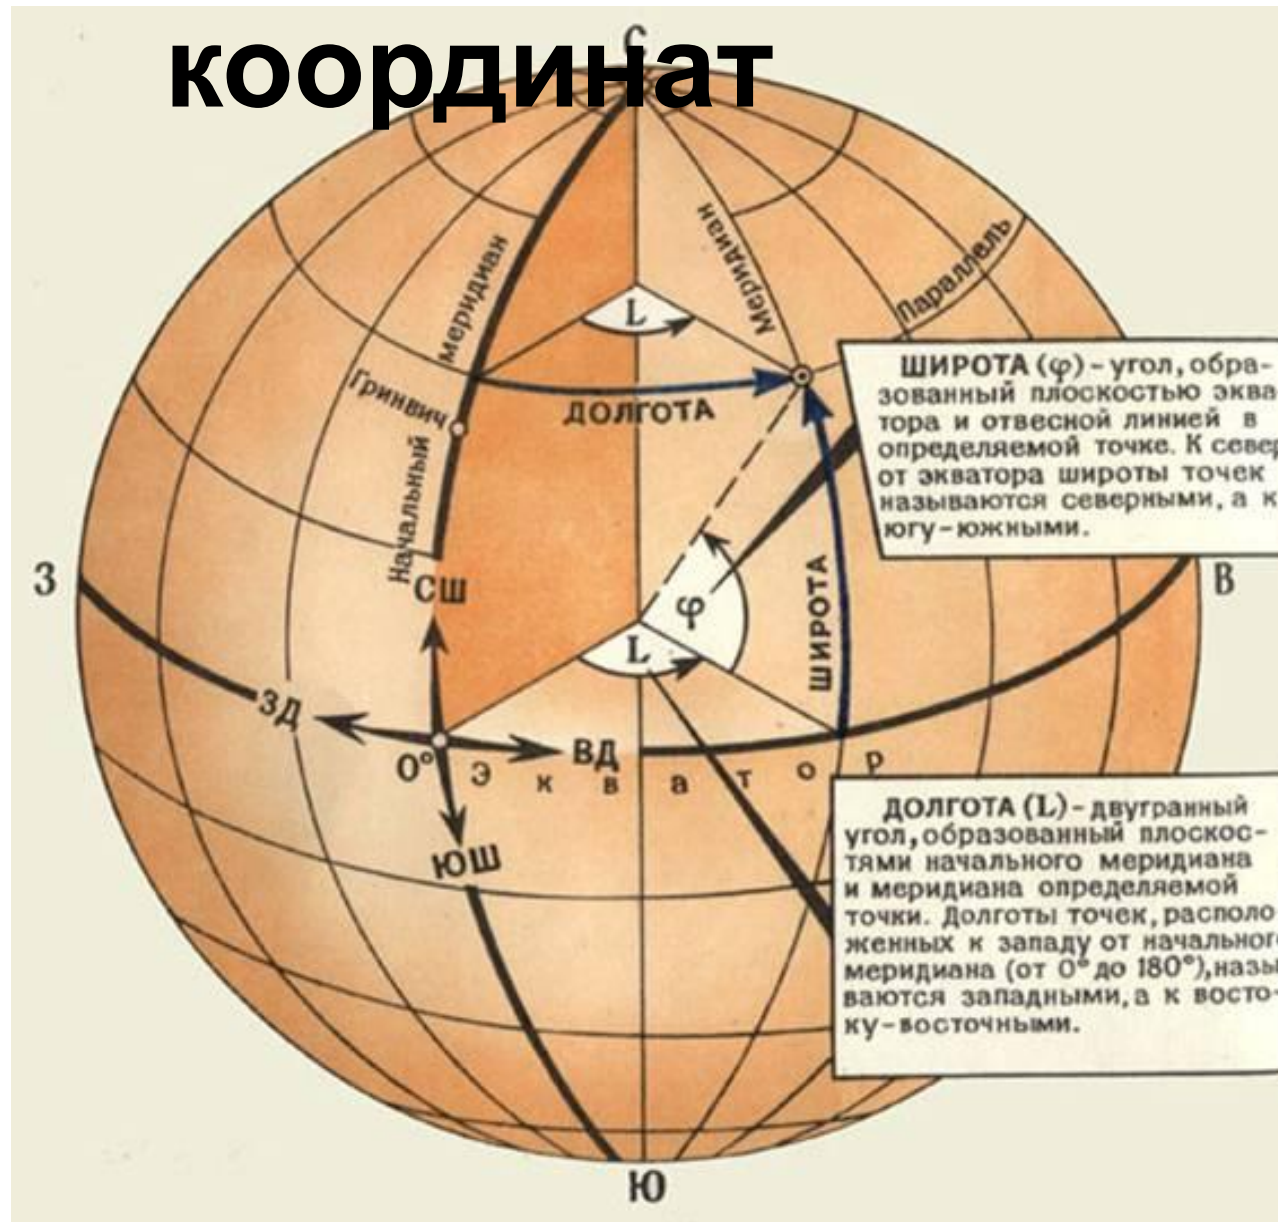 координат
С
Меридиан
Параллель
меридиан
Гринвич
Начальный
L
ДОЛГОТА
ШИРОТА (φ) - угол, обра-
зованный плоскостью эква
тора и отвесной линией в
определяемой точке. К север
от экватора широты точек
называются северными, а к
югу-южными.
З
СШ
φ
ШИРОТА
В
L
ЗД
ВД
0°
Экватор
ЮШ
ДОЛГОТА (L) - двугранный
угол, образованный плоскос-
тями начального меридиана
и меридиана определяемой
точки. Долготы точек, располо
женных к западу от начального
меридиана (от 0° до 180°), назы
ваются западными, а к восто-
ку-восточными.
Ю